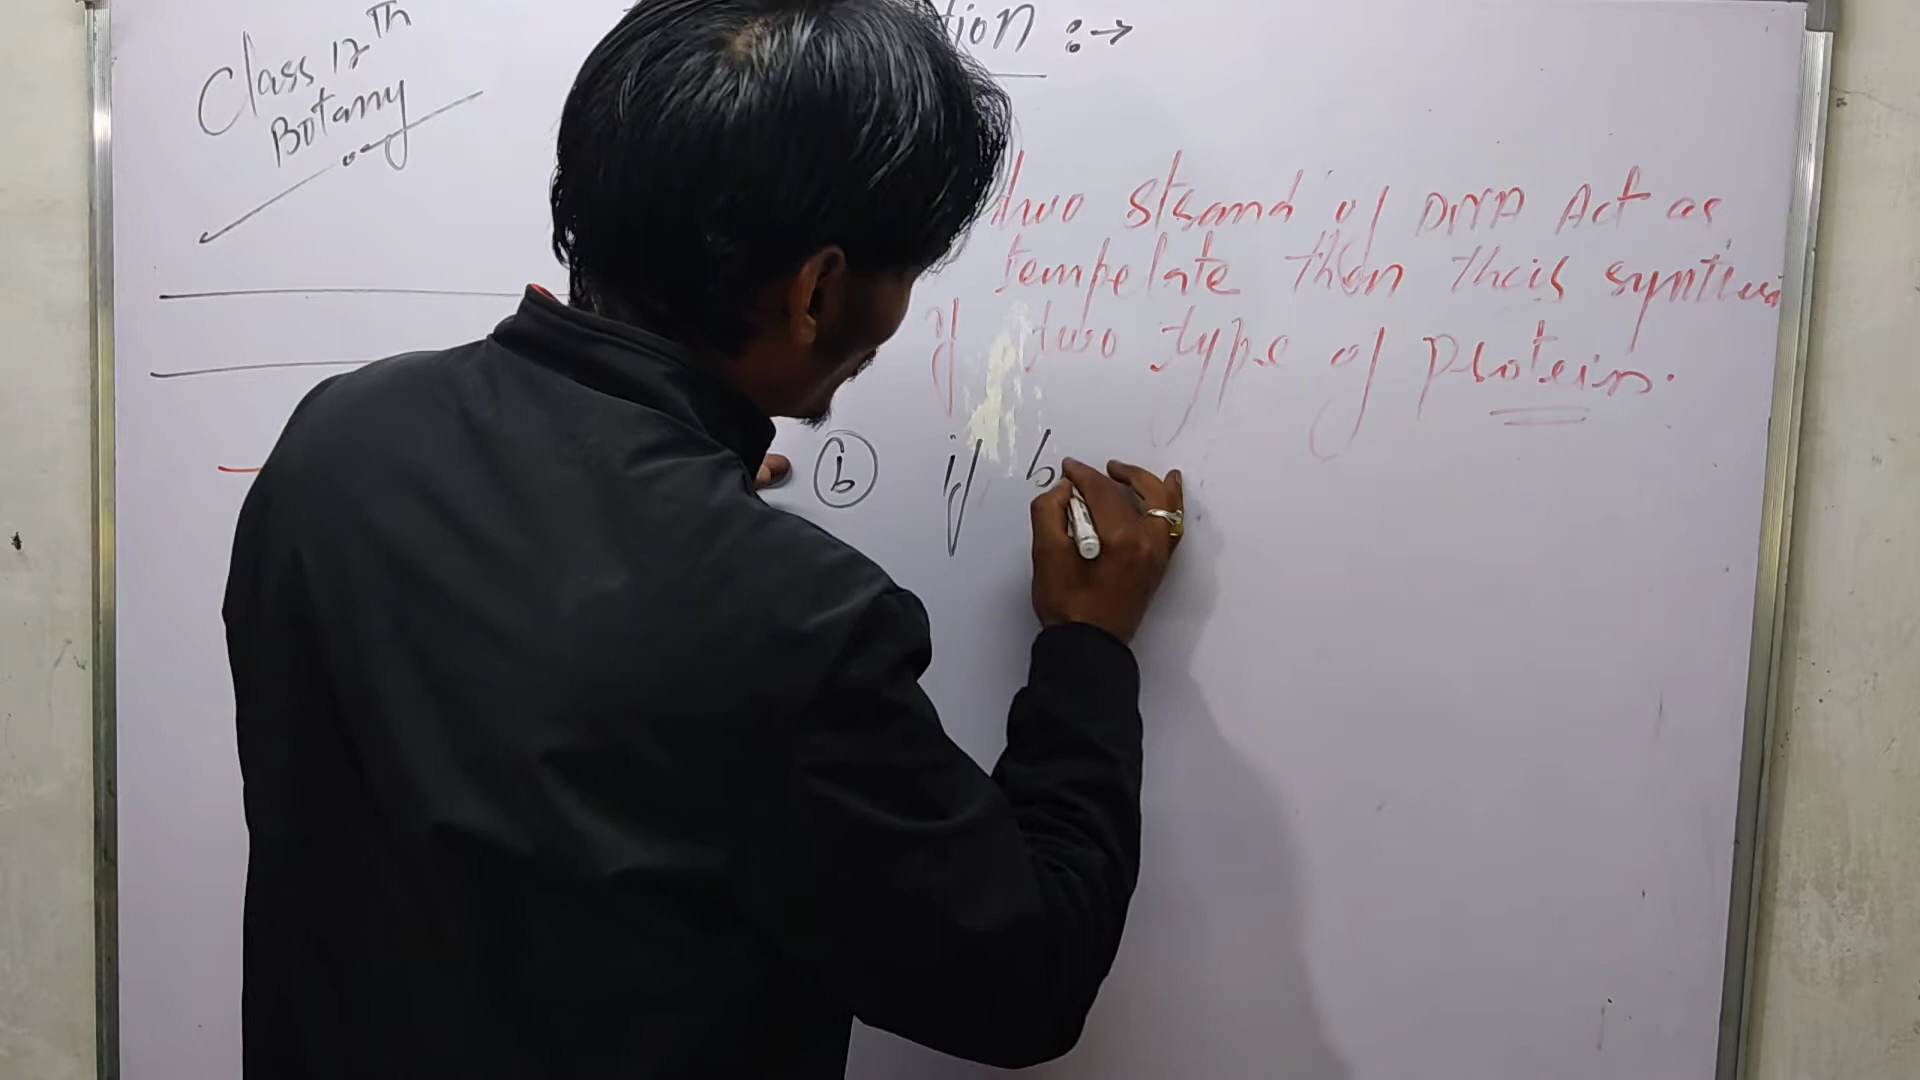 Class 12th
Botany
tion :→
two strand of DNA Act as
tempelate then their synthesis
if two type of protein.
(b) if b